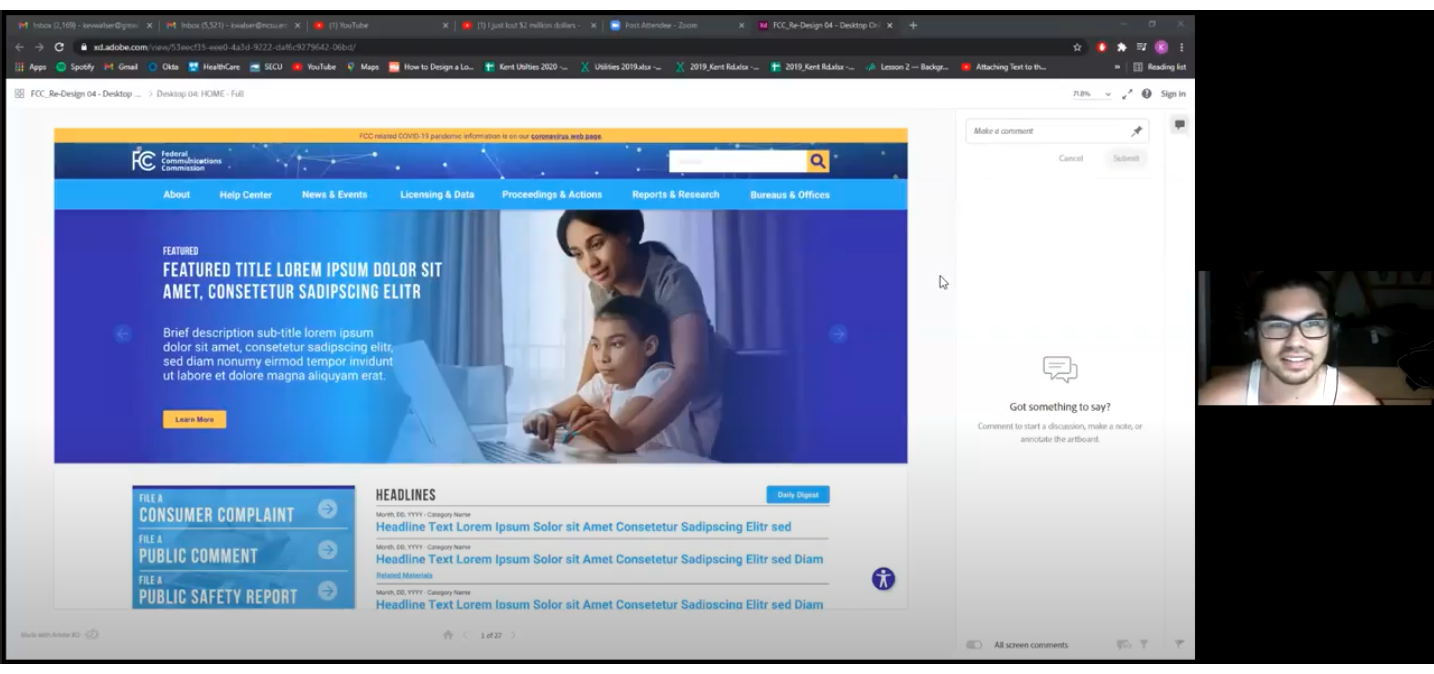 Inbox (2,169) - kevwalser@gmai
Inbox (5,521) -
(1) YouTube
(1) I just lost $2 million dollars -
Post Attendee - Zoom
FCC_Re-Design 04 - Desktop On
xd.adobe.com/view/53eecf35-eee0-4a3d-9222-daf6c9279642-06bd/
Apps
Spotify
Gmail
Okta
HealthCare
SECU
YouTube
Maps
How to Design a Lo...
Kent Utilties 2020 -...
Utilities 2019.xlsx -...
2019_Kent Rd.xlsx -...
2019_Kent Rd.xlsx -...
Lesson 2 — Backgr...
Attaching Text to th...
»
Reading list
FCC_Re-Design 04 - Desktop ... > Desktop 04: HOME - Full
71.8%
Sign in
FCC-related COVID-19 pandemic information is on our coronavirus web page.
FCC
Federal
Communications
Commission
About
Help Center
News & Events
Licensing & Data
Proceedings & Actions
Reports & Research
Bureaus & Offices
FEATURED
FEATURED TITLE LOREM IPSUM DOLOR SIT
AMET, CONSETETUR SADIPSCING ELITR
Brief description sub-title lorem ipsum
dolor sit amet, consetetur sadipscing elitr,
sed diam nonumy eirmod tempor invidunt
ut labore et dolore magna aliquyam erat.
Learn More
FILE A
CONSUMER COMPLAINT
FILE A
PUBLIC COMMENT
FILE A
PUBLIC SAFETY REPORT
HEADLINES
Daily Digest
Month, DD, YYYY - Category Name
Headline Text Lorem Ipsum Solor sit Amet Consetetur Sadipscing Elitr sed
Month, DD, YYYY - Category Name
Headline Text Lorem Ipsum Solor sit Amet Consetetur Sadipscing Elitr sed Diam
Related Materials
Month, DD, YYYY - Category Name
Headline Text Lorem Ipsum Solor sit Amet Consetetur Sadipscing Elitr sed Diam
Make a comment
Cancel
Submit
Got something to say?
Comment to start a discussion, make a note, or
annotate the artboard.
Made with Adobe XD
1 of 27
All screen comments